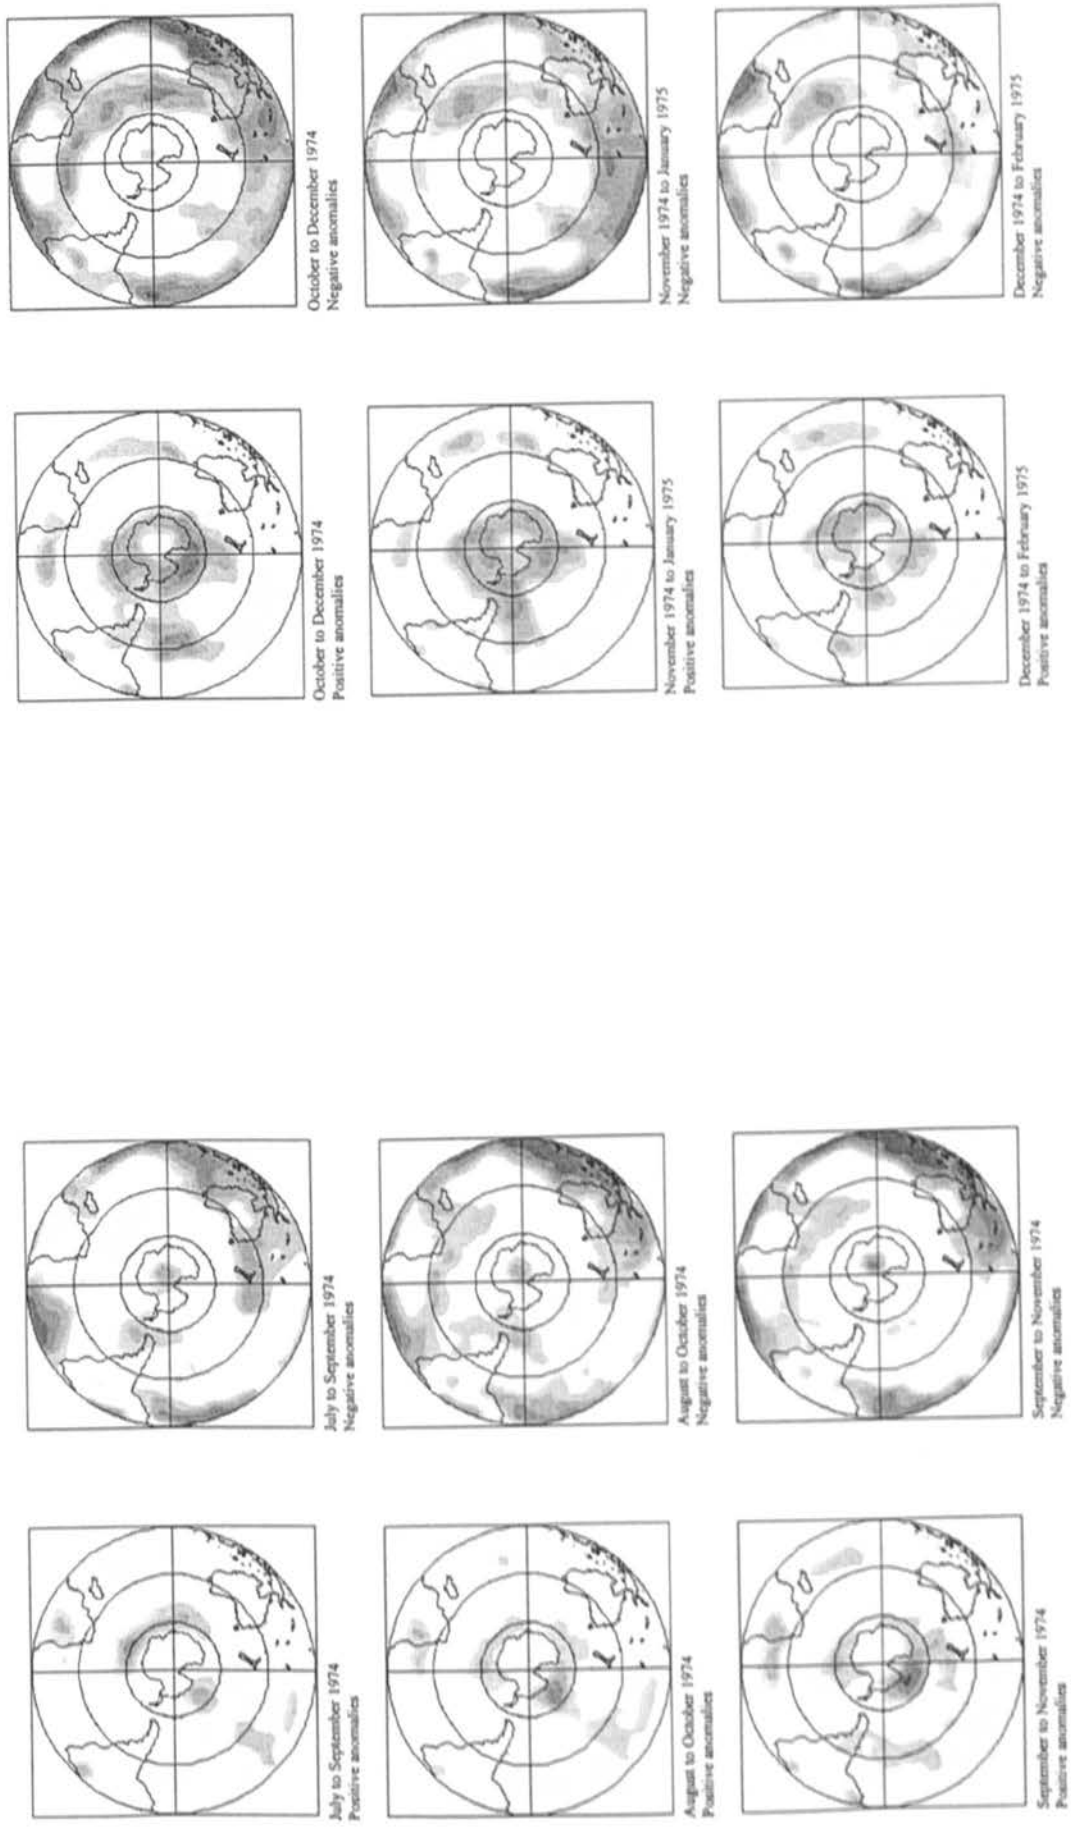 July to September 1974
Positive anomalies
July to September 1974
Negative anomalies
October to December 1974
Positive anomalies
October to December 1974
Negative anomalies
August to October 1974
Positive anomalies
August to October 1974
Negative anomalies
November 1974 to January 1975
Positive anomalies
November 1974 to January 1975
Negative anomalies
September to November 1974
Positive anomalies
September to November 1974
Negative anomalies
December 1974 to February 1975
Positive anomalies
December 1974 to February 1975
Negative anomalies